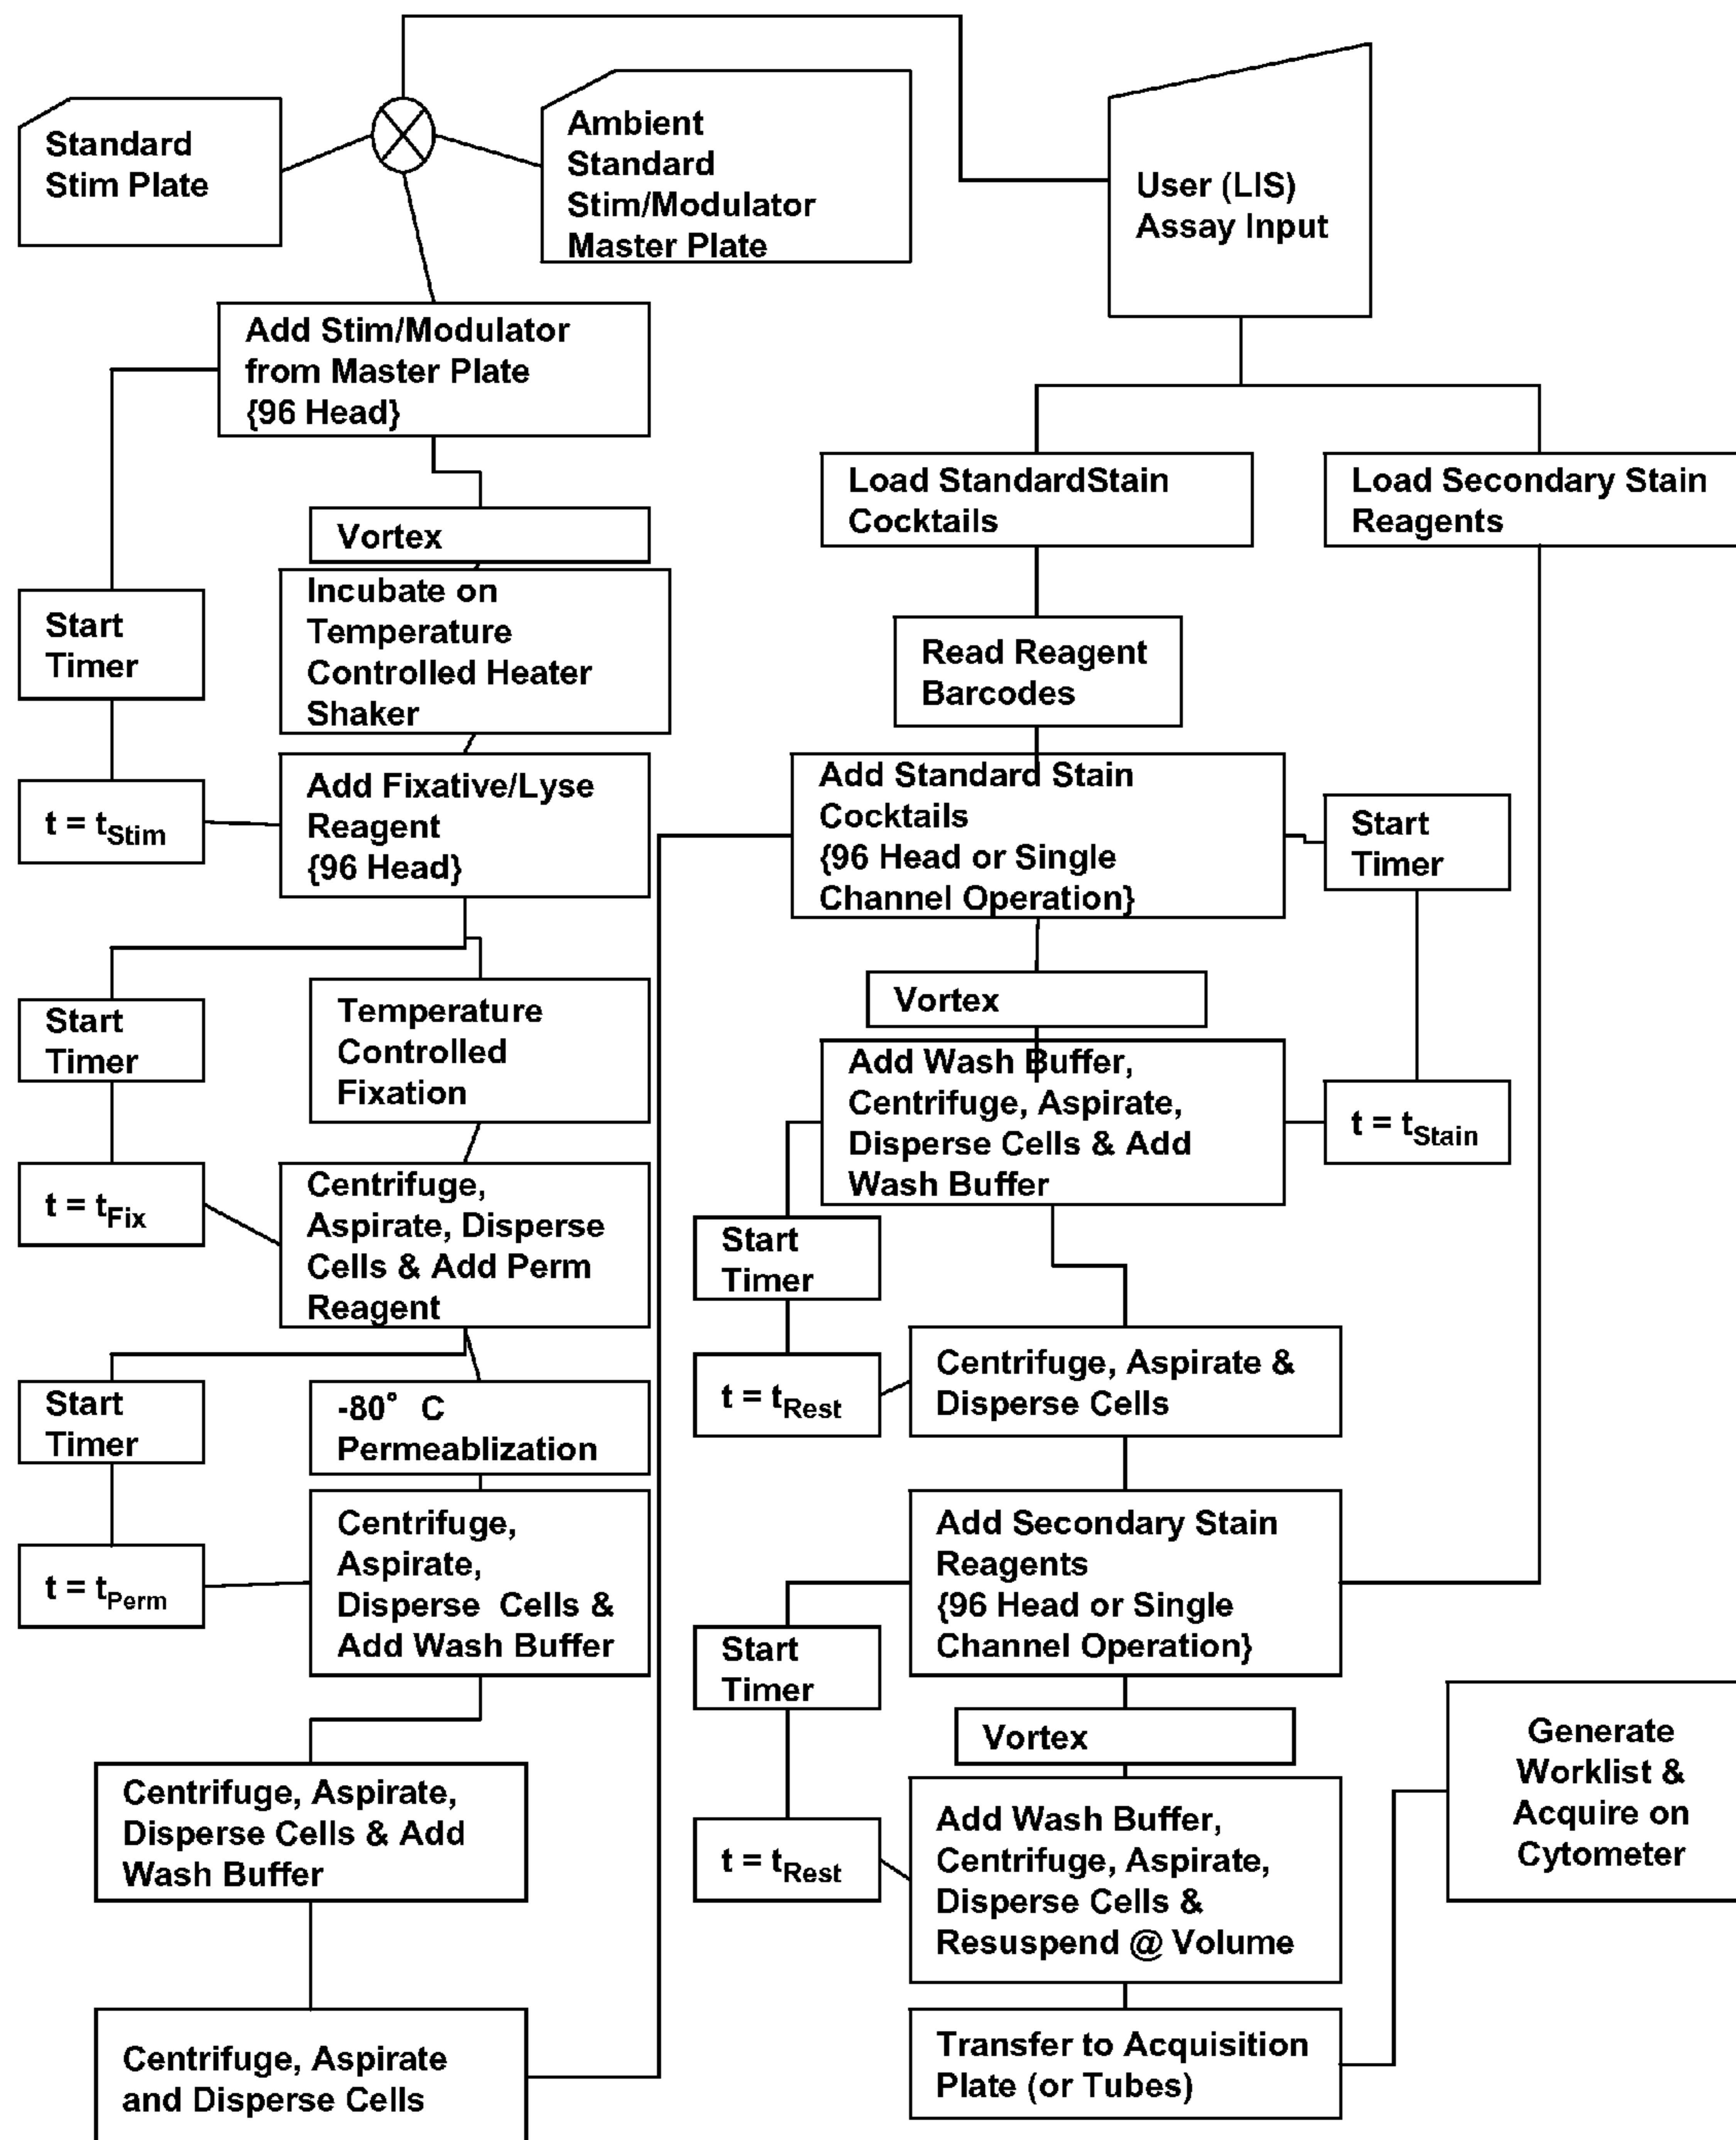 Standard
Stim Plate
Ambient
Standard
Stim/Modulator
Master Plate
User (LIS)
Assay Input
Add Stim/Modulator
from Master Plate
{96 Head}
Vortex
Start
Timer
Incubate on
Temperature
Controlled Heater
Shaker
t = tStim
Add Fixative/Lyse
Reagent
{96 Head}
Start
Timer
Temperature
Controlled
Fixation
t = tFix
Centrifuge,
Aspirate, Disperse
Cells & Add Perm
Reagent
Start
Timer
-80° C
Permeablization
t = tPerm
Centrifuge,
Aspirate,
Disperse Cells &
Add Wash Buffer
Centrifuge, Aspirate,
Disperse Cells & Add
Wash Buffer
Centrifuge, Aspirate
and Disperse Cells
Load StandardStain
Cocktails
Load Secondary Stain
Reagents
Read Reagent
Barcodes
Add Standard Stain
Cocktails
{96 Head or Single
Channel Operation}
Start
Timer
Vortex
Add Wash Buffer,
Centrifuge, Aspirate,
Disperse Cells & Add
Wash Buffer
t = tStain
Start
Timer
t = tRest
Centrifuge, Aspirate &
Disperse Cells
Add Secondary Stain
Reagents
{96 Head or Single
Channel Operation}
Start
Timer
Vortex
t = tRest
Add Wash Buffer,
Centrifuge, Aspirate,
Disperse Cells &
Resuspend @ Volume
Transfer to Acquisition
Plate (or Tubes)
Generate
Worklist &
Acquire on
Cytometer